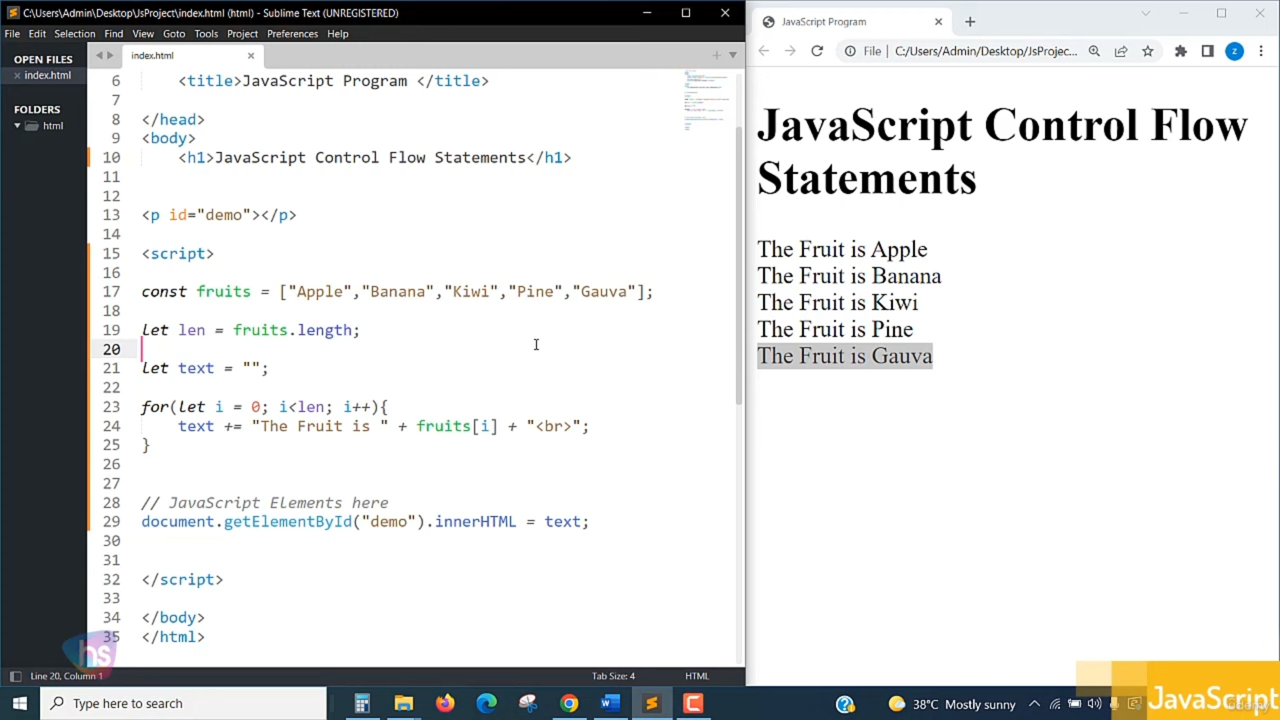 C:\Users\Admin\Desktop\JsProject\index.html (html) - Sublime Text (UNREGISTERED)
File Edit Selection Find View Goto Tools Project Preferences Help
OPEN FILES
index.html
FOLDERS
html
index.html
6 <title>JavaScript Program </title>
7
8 </head>
9 <body>
10 <h1>JavaScript Control Flow Statements</h1>
11
12
13 <p id="demo"></p>
14
15 <script>
16
17 const fruits = ["Apple","Banana","Kiwi","Pine","Gauva"];
18
19 let len = fruits.length;
20
21 let text = "";
22
23 for(let i = 0; i<len; i++){
24 text += "The Fruit is " + fruits[i] + "<br>";
25 }
26
27
28 // JavaScript Elements here
29 document.getElementById("demo").innerHTML = text;
30
31
32 </script>
33
34 </body>
35 </html>
hs
Line 20, Column 1
Tab Size: 4
HTML
JavaScript Program
File C:/Users/Admin/Desktop/JsProjec...
z
JavaScript Control Flow
Statements
The Fruit is Apple
The Fruit is Banana
The Fruit is Kiwi
The Fruit is Pine
The Fruit is Gauva
Type here to search
38°C Mostly sunny
JavaScript